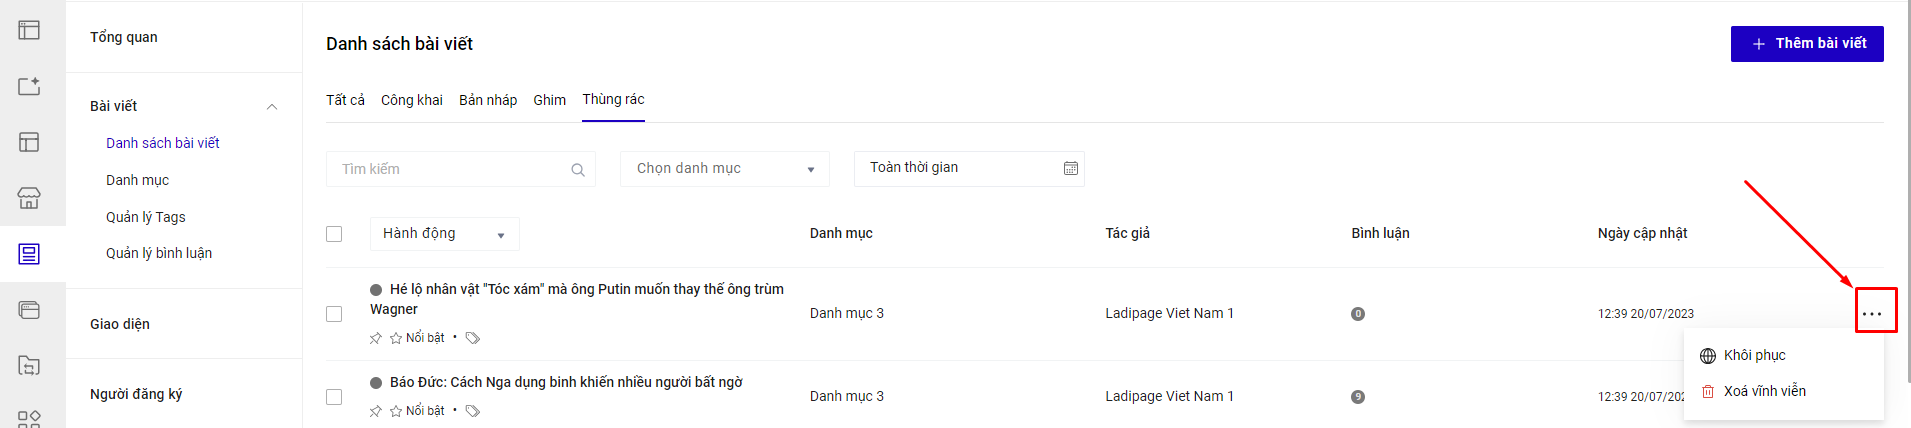 Tổng quan
Bài viết
Danh sách bài viết
Danh mục
Quản lý Tags
Quản lý bình luận
Giao diện
Người đăng ký
Danh sách bài viết
Thêm bài viết
Tất cả Công khai Bản nháp Ghim Thùng rác
Tìm kiếm Chọn danh mục Toàn thời gian
Hành động Danh mục Tác giả Bình luận Ngày cập nhật
Hé lộ nhân vật "Tóc xám" mà ông Putin muốn thay thế ông trùm
Wagner
Danh mục 3 Ladipage Viet Nam 1 0 12:39 20/07/2023
Nổi bật •
Khôi phục
Xoá vĩnh viễn
Báo Đức: Cách Nga dụng binh khiến nhiều người bất ngờ
Danh mục 3 Ladipage Viet Nam 1 9 12:39 20/07/202
Nổi bật •